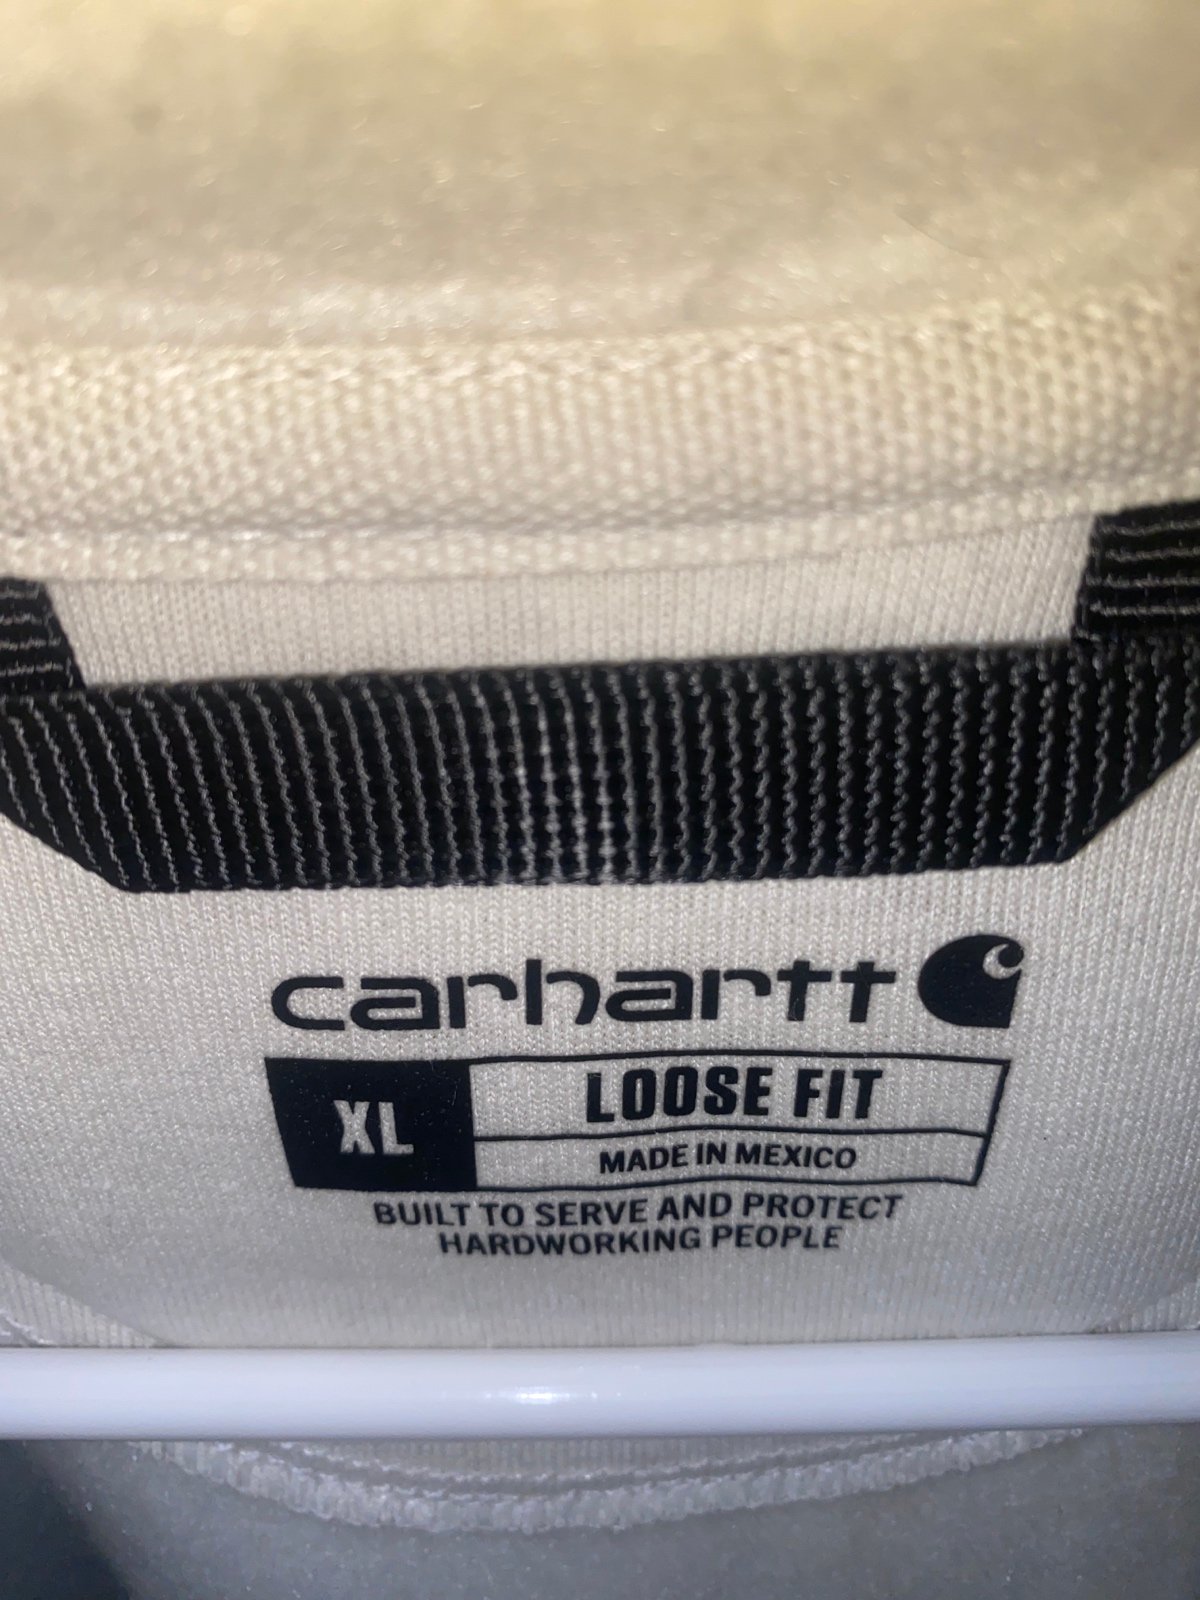 carhartt
XL
LOOSE FIT
MADE IN MEXICO
BUILT TO SERVE AND PROTECT
HARDWORKING PEOPLE